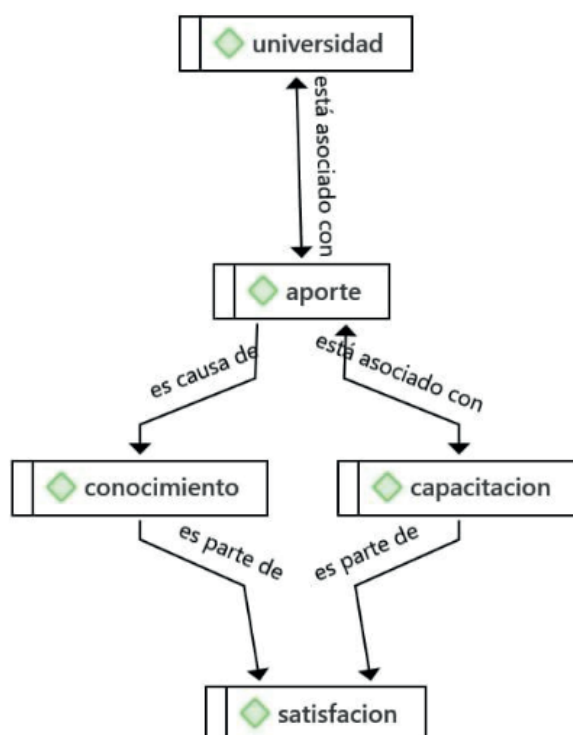 universidad
está asociado con
aporte
es causa de
está asociado con
conocimiento
capacitacion
es parte de
es parte de
satisfacion